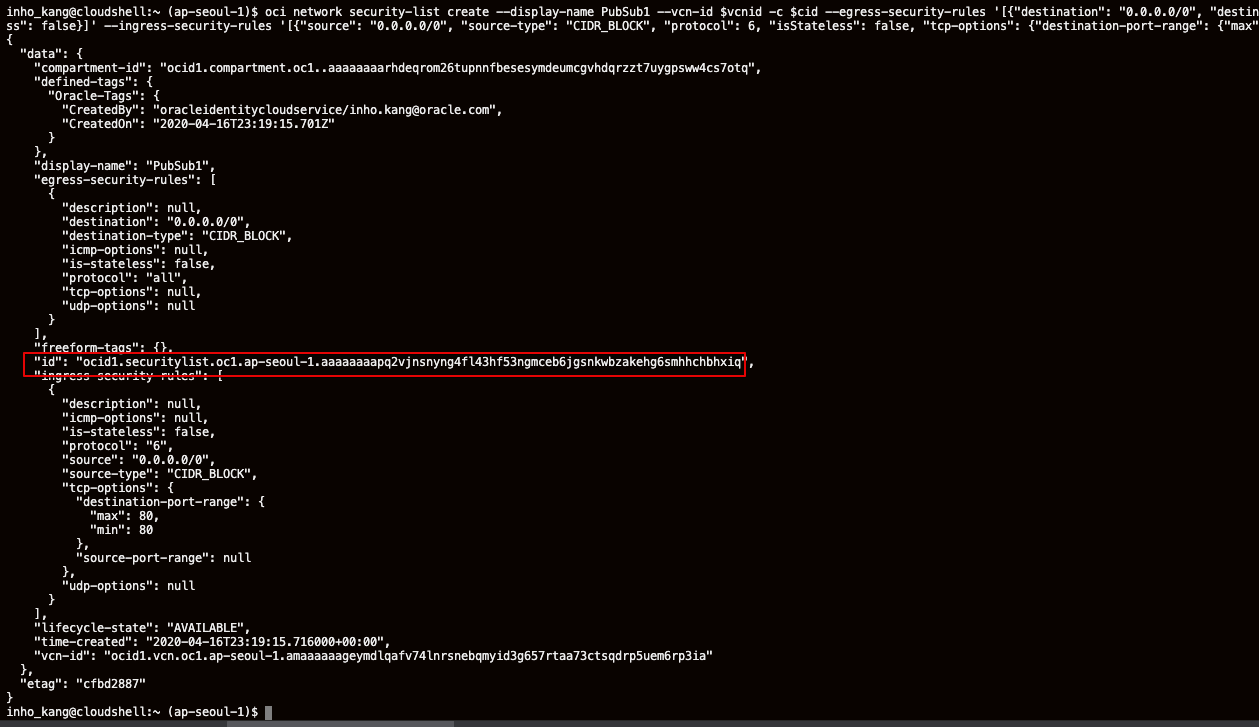 inho_kang@cloudshell:~ (ap-seoul-1)$ oci network security-list create --display-name PubSub1 --vcn-id $vcnid -c $cid --egress-security-rules '[{"destination": "0.0.0.0/0", "destin
ss": false}]' --ingress-security-rules '[{"source": "0.0.0.0/0", "source-type": "CIDR_BLOCK", "protocol": 6, "isStateless": false, "tcp-options": {"destination-port-range": {"max"
{
  "data": {
    "compartment-id": "ocid1.compartment.oc1..aaaaaaaarhdeqrom26tupnnfbesesymdeumcgvhdqrzzt7uygpsww4cs7otq",
    "defined-tags": {
      "Oracle-Tags": {
        "CreatedBy": "oracleidentitycloudservice/inho.kang@oracle.com",
        "CreatedOn": "2020-04-16T23:19:15.701Z"
      }
    },
    "display-name": "PubSub1",
    "egress-security-rules": [
      {
        "description": null,
        "destination": "0.0.0.0/0",
        "destination-type": "CIDR_BLOCK",
        "icmp-options": null,
        "is-stateless": false,
        "protocol": "all",
        "tcp-options": null,
        "udp-options": null
      }
    ],
    "freeform-tags": {},
    "id": "ocid1.securitylist.oc1.ap-seoul-1.aaaaaaaapq2vjnsnyng4fl43hf53ngmceb6jgsnkwbzakehg6smhhchbhxiq",
    "ingress-security-rules": [
      {
        "description": null,
        "icmp-options": null,
        "is-stateless": false,
        "protocol": "6",
        "source": "0.0.0.0/0",
        "source-type": "CIDR_BLOCK",
        "tcp-options": {
          "destination-port-range": {
            "max": 80,
            "min": 80
          },
          "source-port-range": null
        },
        "udp-options": null
      }
    ],
    "lifecycle-state": "AVAILABLE",
    "time-created": "2020-04-16T23:19:15.716000+00:00",
    "vcn-id": "ocid1.vcn.oc1.ap-seoul-1.amaaaaaageymdlqafv74lnrsnebqmyid3g657rtaa73ctsqdrp5uem6rp3ia"
  },
  "etag": "cfbd2887"
}
inho_kang@cloudshell:~ (ap-seoul-1)$